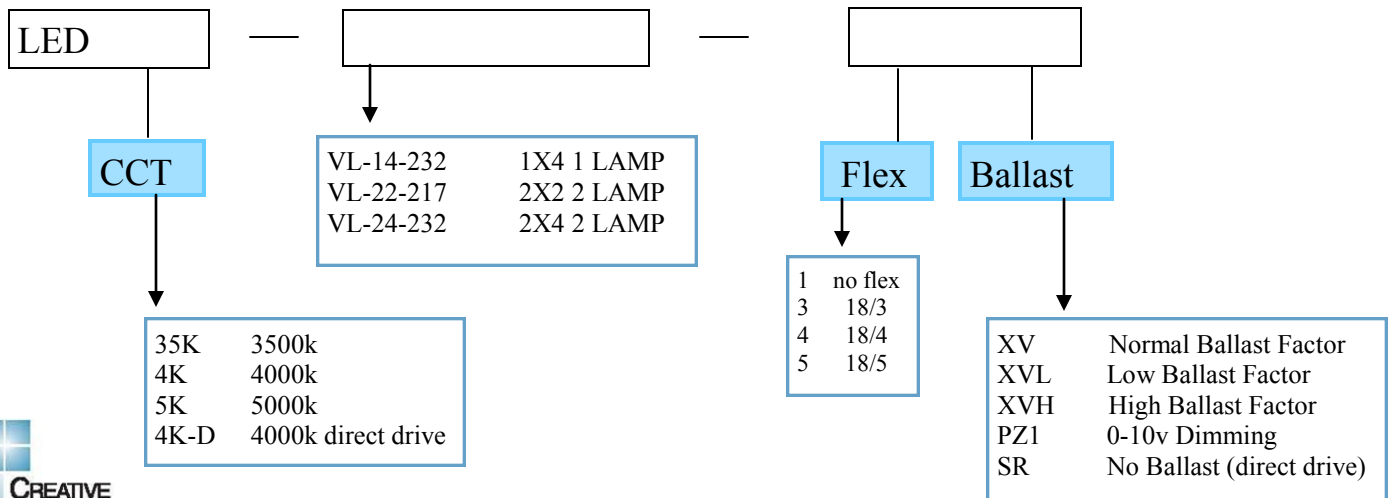 LED
CCT
VL-14-232 1X4 1 LAMP
VL-22-217 2X2 2 LAMP
VL-24-232 2X4 2 LAMP
Flex
Ballast
35K 3500k
4K 4000k
5K 5000k
4K-D 4000k direct drive
1 no flex
3 18/3
4 18/4
5 18/5
XV Normal Ballast Factor
XVL Low Ballast Factor
XVH High Ballast Factor
PZ1 0-10v Dimming
SR No Ballast (direct drive)
CREATIVE